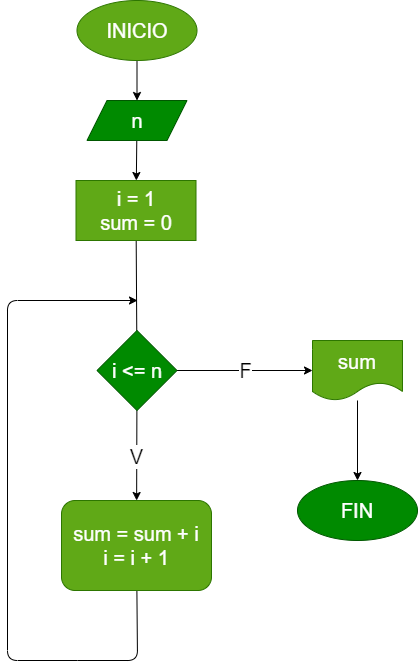 INICIO
n
i = 1
sum = 0
i <= n
F
sum
V
sum = sum + i
i = i + 1
FIN